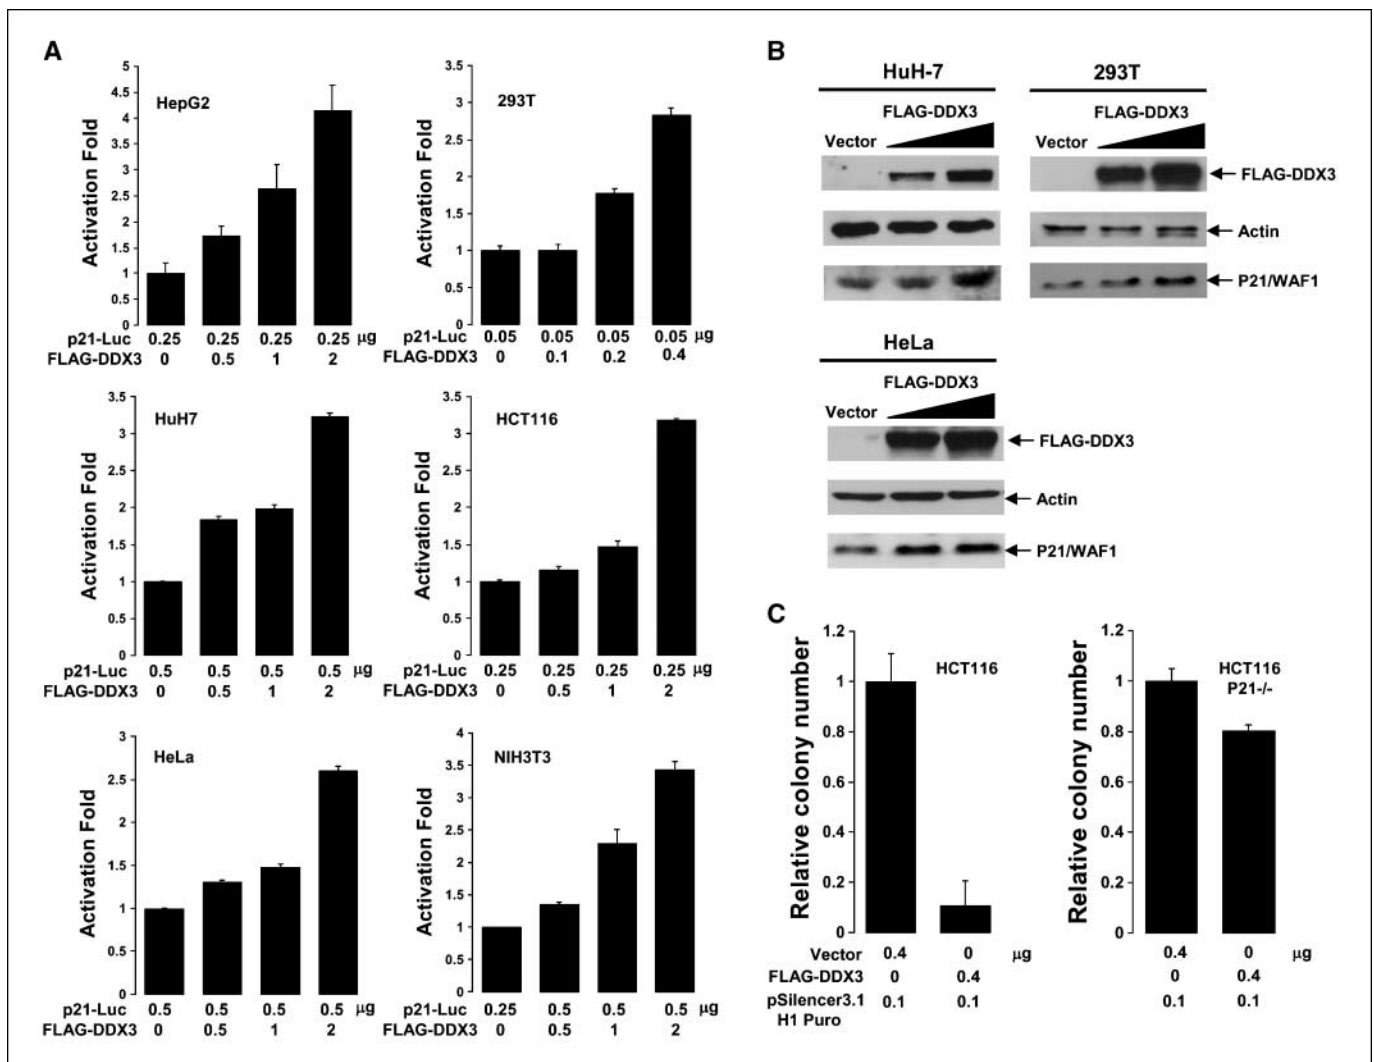 A
Activation Fold
5
4.5
4
3.5
3
2.5
2
1.5
1
0.5
0
HepG2
p21-Luc 0.25 0.25 0.25 0.25 µg
FLAG-DDX3 0 0.5 1 2
Activation Fold
3.5
3
2.5
2
1.5
1
0.5
0
293T
p21-Luc 0.05 0.05 0.05 0.05 µg
FLAG-DDX3 0 0.1 0.2 0.4
Activation Fold
3.5
3
2.5
2
1.5
1
0.5
0
HuH7
p21-Luc 0.5 0.5 0.5 0.5 µg
FLAG-DDX3 0 0.5 1 2
Activation Fold
3.5
3
2.5
2
1.5
1
0.5
0
HCT116
p21-Luc 0.25 0.25 0.25 0.25 µg
FLAG-DDX3 0 0.5 1 2
Activation Fold
3
2.5
2
1.5
1
0.5
0
HeLa
p21-Luc 0.5 0.5 0.5 0.5 µg
FLAG-DDX3 0 0.5 1 2
Activation Fold
4
3.5
3
2.5
2
1.5
1
0.5
0
NIH3T3
p21-Luc 0.25 0.5 0.5 0.5 µg
FLAG-DDX3 0 0.5 1 2
B
HuH-7
FLAG-DDX3
Vector
293T
FLAG-DDX3
Vector
FLAG-DDX3
Actin
P21/WAF1
HeLa
FLAG-DDX3
Vector
FLAG-DDX3
Actin
P21/WAF1
C
Relative colony number
1.2
1
0.8
0.6
0.4
0.2
0
HCT116
Vector 0.4 0 µg
FLAG-DDX3 0 0.4
pSilencer3.1 0.1 0.1
H1 Puro
Relative colony number
1.2
1
0.8
0.6
0.4
0.2
0
HCT116
P21-/-
0.4 0 µg
0 0.4
0.1 0.1